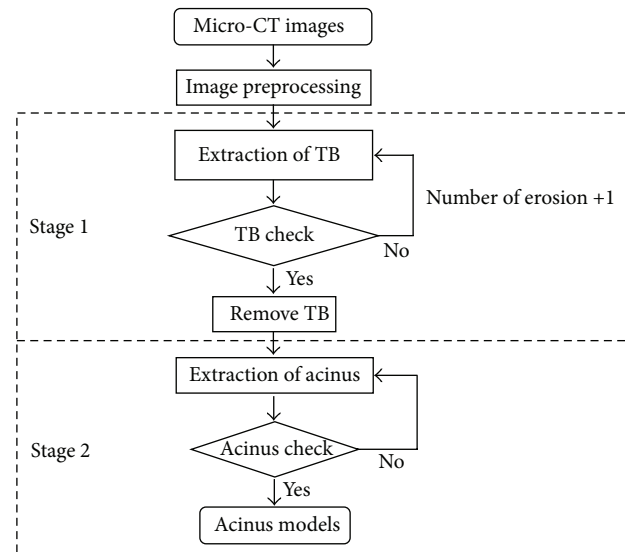 Micro-CT images
Image preprocessing
Extraction of TB
Number of erosion +1
Stage 1
TB check
No
Yes
Remove TB
Extraction of acinus
Stage 2
Acinus check
No
Yes
Acinus models